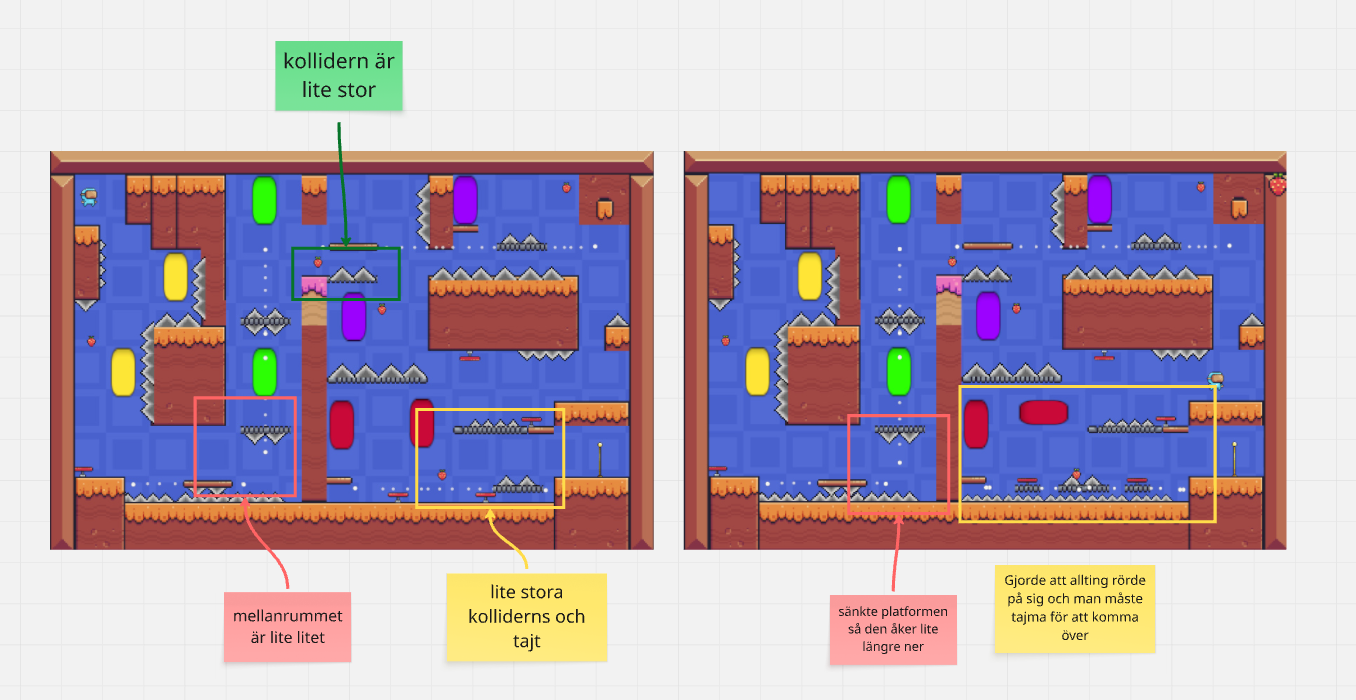 kollidern är
lite stor
mellanrummet
är lite litet
lite stora
kolliderns och
tajt
sänkte platformen
så den åker lite
längre ner
Gjorde att allting rörde
på sig och man måste
tajma för att komma
över